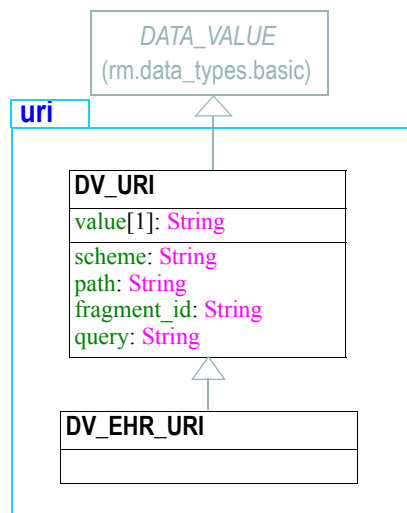 DATA_VALUE
(rm.data_types.basic)
uri
DV_URI
value[1]: String
scheme: String
path: String
fragment_id: String
query: String
DV_EHR_URI